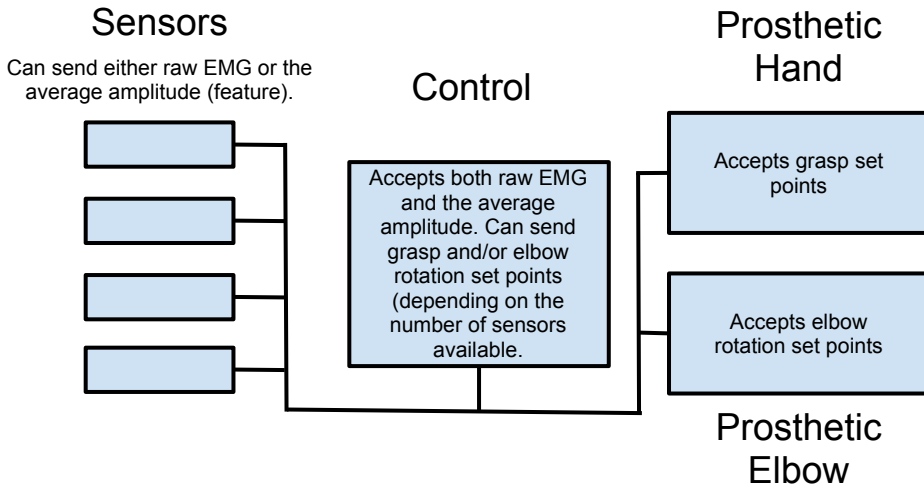 Sensors
Can send either raw EMG or the
average amplitude (feature).
Control
Accepts both raw EMG
and the average
amplitude. Can send
grasp and/or elbow
rotation set points
(depending on the
number of sensors
available.
Prosthetic
Hand
Accepts grasp set
points
Accepts elbow
rotation set points
Prosthetic
Elbow